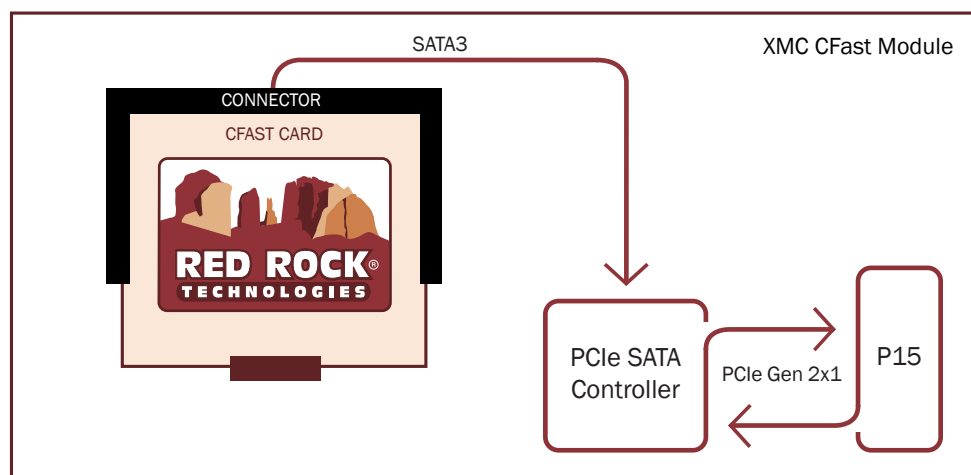 SATA3
XMC CFast Module
CONNECTOR
CFAST CARD
RED ROCK®
TECHNOLOGIES
PCIe SATA
Controller
PCIe Gen 2x1
P15